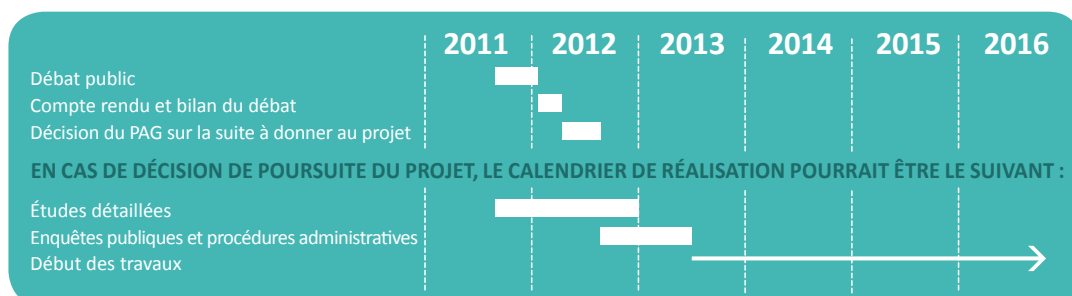 2011 2012 2013 2014 2015 2016
Débat public
Compte rendu et bilan du débat
Décision du PAG sur la suite à donner au projet
EN CAS DE DÉCISION DE POURSUITE DU PROJET, LE CALENDRIER DE RÉALISATION POURRAIT ÊTRE LE SUIVANT :
Études détaillées
Enquêtes publiques et procédures administratives
Début des travaux